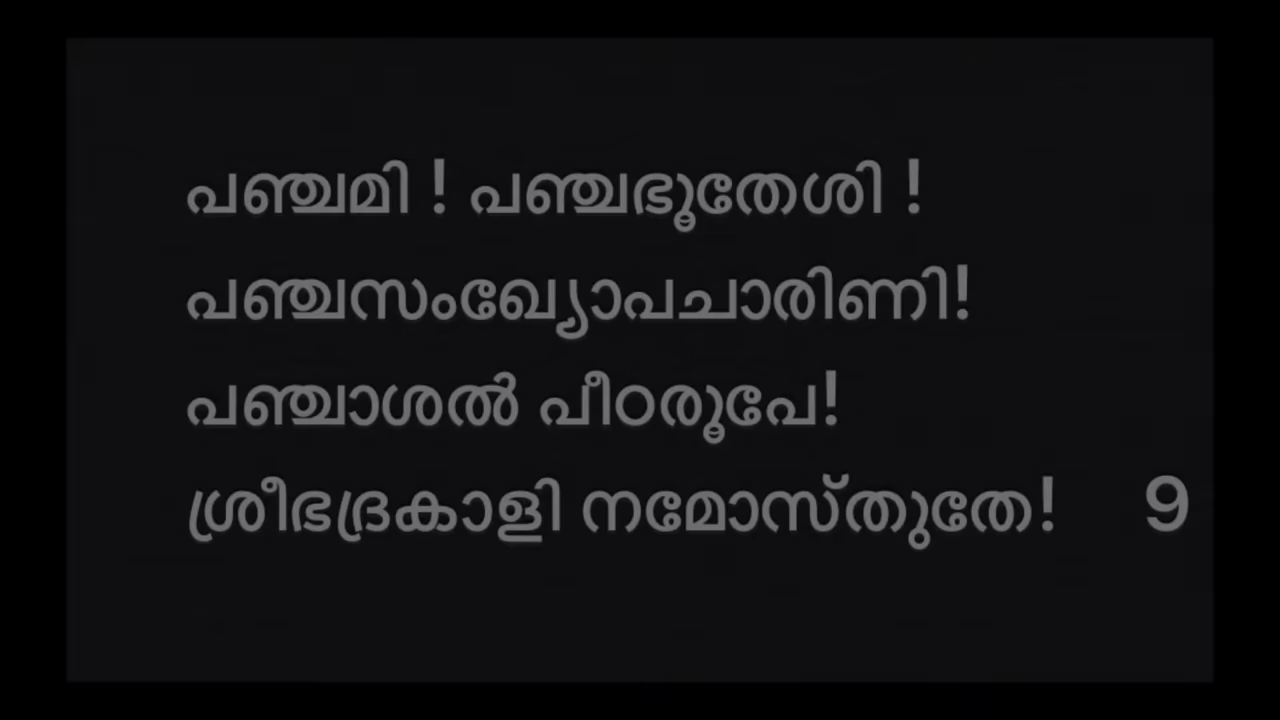 പഞ്ചമി ! പഞ്ചഭൂതേശി !
പഞ്ചസംഖ്യോപചാരിണി!
പഞ്ചാശൽ പീഠരൂപേ!
ശ്രീഭദ്രകാളി നമോസ്തുതേ! 9